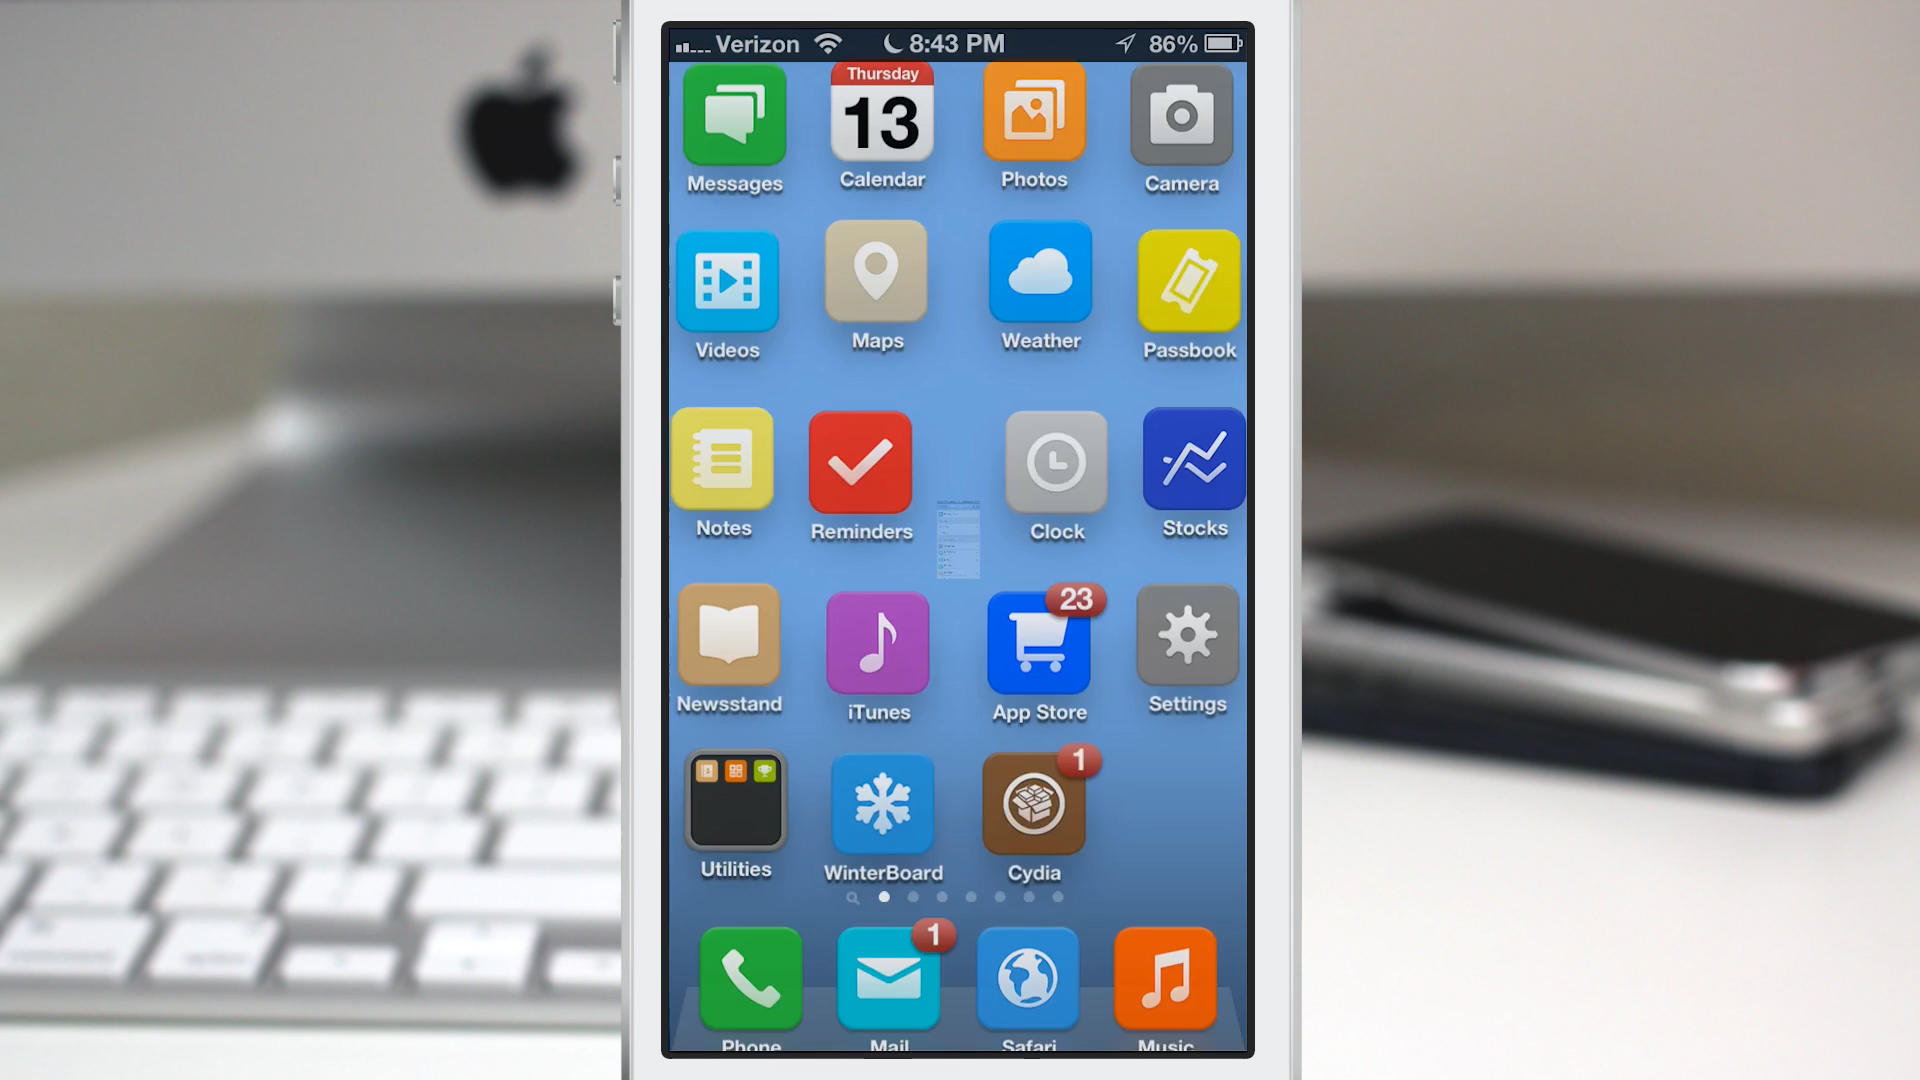 Verizon 8:43 PM 86%
Thursday
13
Messages Calendar Photos Camera
Videos Maps Weather Passbook
Notes Reminders Clock Stocks
23
Newsstand iTunes App Store Settings
1
Utilities WinterBoard Cydia
1
Phone Mail Safari Music